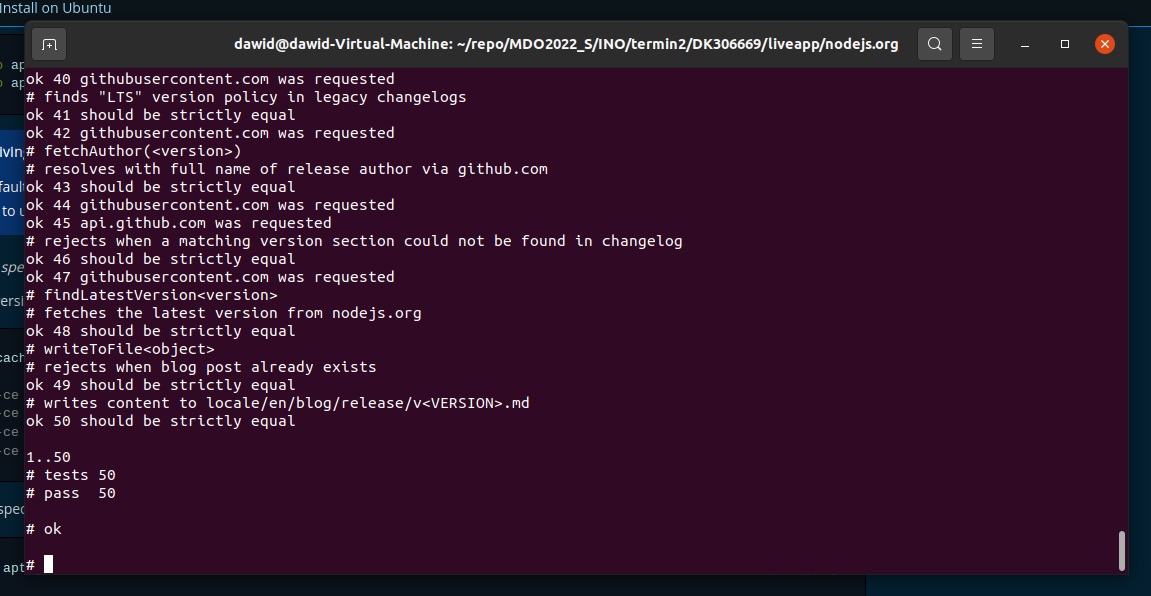 Install on Ubuntu
dawid@dawid-Virtual-Machine: ~/repo/MDO2022_S/INO/termin2/DK306669/liveapp/nodejs.org
ok 40 githubusercontent.com was requested
# finds "LTS" version policy in legacy changelogs
ok 41 should be strictly equal
ok 42 githubusercontent.com was requested
# fetchAuthor(<version>)
# resolves with full name of release author via github.com
ok 43 should be strictly equal
ok 44 githubusercontent.com was requested
ok 45 api.github.com was requested
# rejects when a matching version section could not be found in changelog
ok 46 should be strictly equal
ok 47 githubusercontent.com was requested
# findLatestVersion<version>
# fetches the latest version from nodejs.org
ok 48 should be strictly equal
# writeToFile<object>
# rejects when blog post already exists
ok 49 should be strictly equal
# writes content to locale/en/blog/release/v<VERSION>.md
ok 50 should be strictly equal
1..50
# tests 50
# pass  50
# ok
#